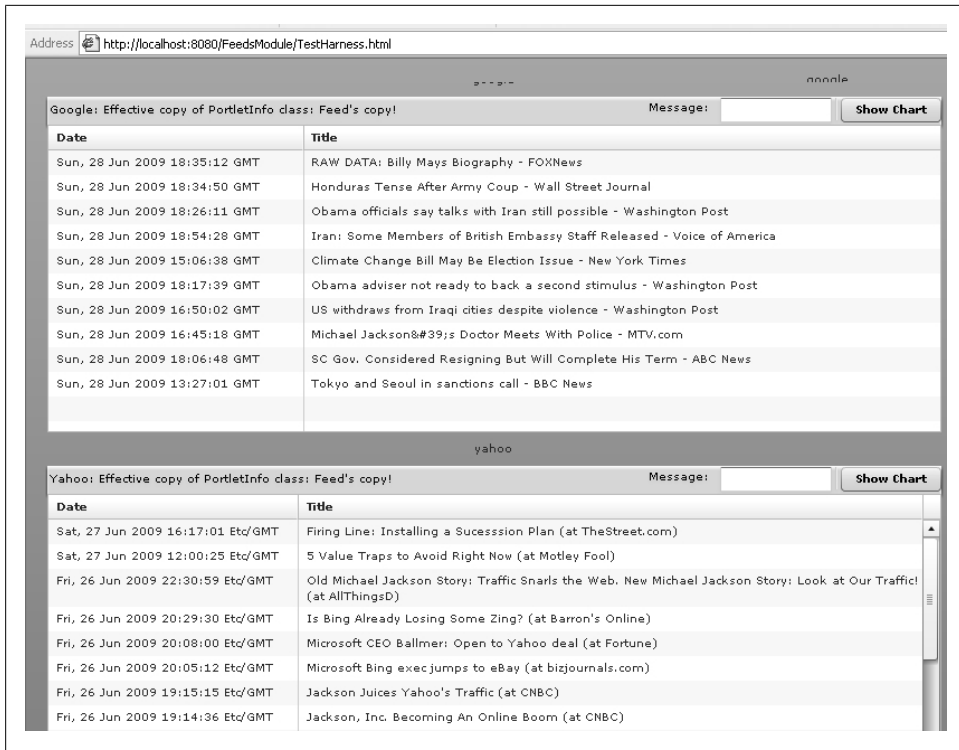 Address http://localhost:8080/FeedsModule/TestHarness.html
google
Google: Effective copy of PortletInfo class: Feed's copy! Message: Show Chart
Date Title
Sun, 28 Jun 2009 18:35:12 GMT RAW DATA: Billy Mays Biography - FOXNews
Sun, 28 Jun 2009 18:34:50 GMT Honduras Tense After Army Coup - Wall Street Journal
Sun, 28 Jun 2009 18:26:11 GMT Obama officials say talks with Iran still possible - Washington Post
Sun, 28 Jun 2009 18:54:28 GMT Iran: Some Members of British Embassy Staff Released - Voice of America
Sun, 28 Jun 2009 15:06:38 GMT Climate Change Bill May Be Election Issue - New York Times
Sun, 28 Jun 2009 18:17:39 GMT Obama adviser not ready to back a second stimulus - Washington Post
Sun, 28 Jun 2009 16:50:02 GMT US withdraws from Iraqi cities despite violence - Washington Post
Sun, 28 Jun 2009 16:45:18 GMT Michael Jackson&#39;s Doctor Meets With Police - MTV.com
Sun, 28 Jun 2009 18:06:48 GMT SC Gov. Considered Resigning But Will Complete His Term - ABC News
Sun, 28 Jun 2009 13:27:01 GMT Tokyo and Seoul in sanctions call - BBC News
yahoo
Yahoo: Effective copy of PortletInfo class: Feed's copy! Message: Show Chart
Date Title
Sat, 27 Jun 2009 16:17:01 Etc/GMT Firing Line: Installing a Sucesssion Plan (at TheStreet.com)
Sat, 27 Jun 2009 12:00:25 Etc/GMT 5 Value Traps to Avoid Right Now (at Motley Fool)
Fri, 26 Jun 2009 22:30:59 Etc/GMT Old Michael Jackson Story: Traffic Snarls the Web. New Michael Jackson Story: Look at Our Traffic!
(at AllThingsD)
Fri, 26 Jun 2009 20:29:30 Etc/GMT Is Bing Already Losing Some Zing? (at Barron's Online)
Fri, 26 Jun 2009 20:08:00 Etc/GMT Microsoft CEO Ballmer: Open to Yahoo deal (at Fortune)
Fri, 26 Jun 2009 20:05:12 Etc/GMT Microsoft Bing exec jumps to eBay (at bizjournals.com)
Fri, 26 Jun 2009 19:15:15 Etc/GMT Jackson Juices Yahoo's Traffic (at CNBC)
Fri, 26 Jun 2009 19:14:36 Etc/GMT Jackson, Inc. Becoming An Online Boom (at CNBC)